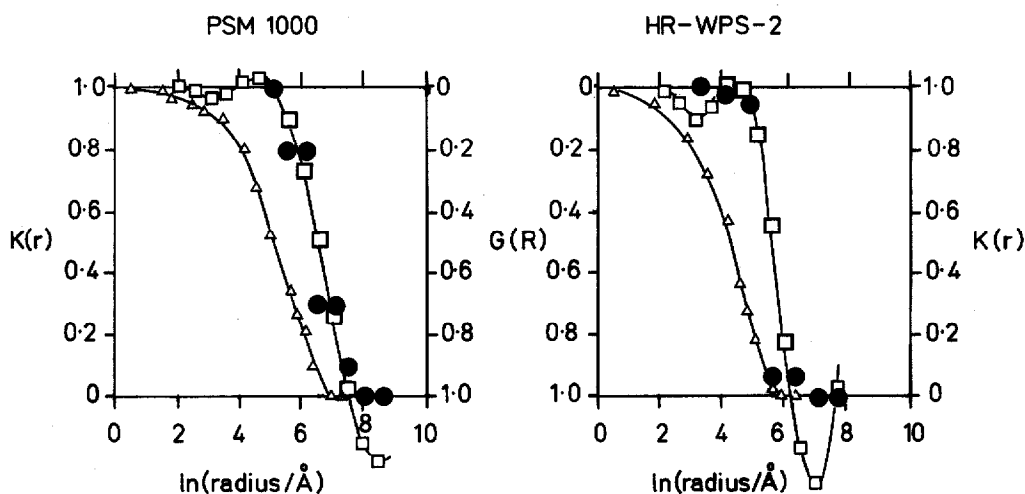 PSM 1000 HR-WPS-2
1.0 0 0 1.0
0.8 0.2 0.2 0.8
0.6 0.4 0.4 0.6
K(r) G(R) K(r)
0.4 0.6 0.6 0.4
0.2 0.8 0.8 0.2
0 1.0 1.0 0
0 2 4 6 8 10 0 2 4 6 8 10
ln(radius/Å) ln(radius/Å)